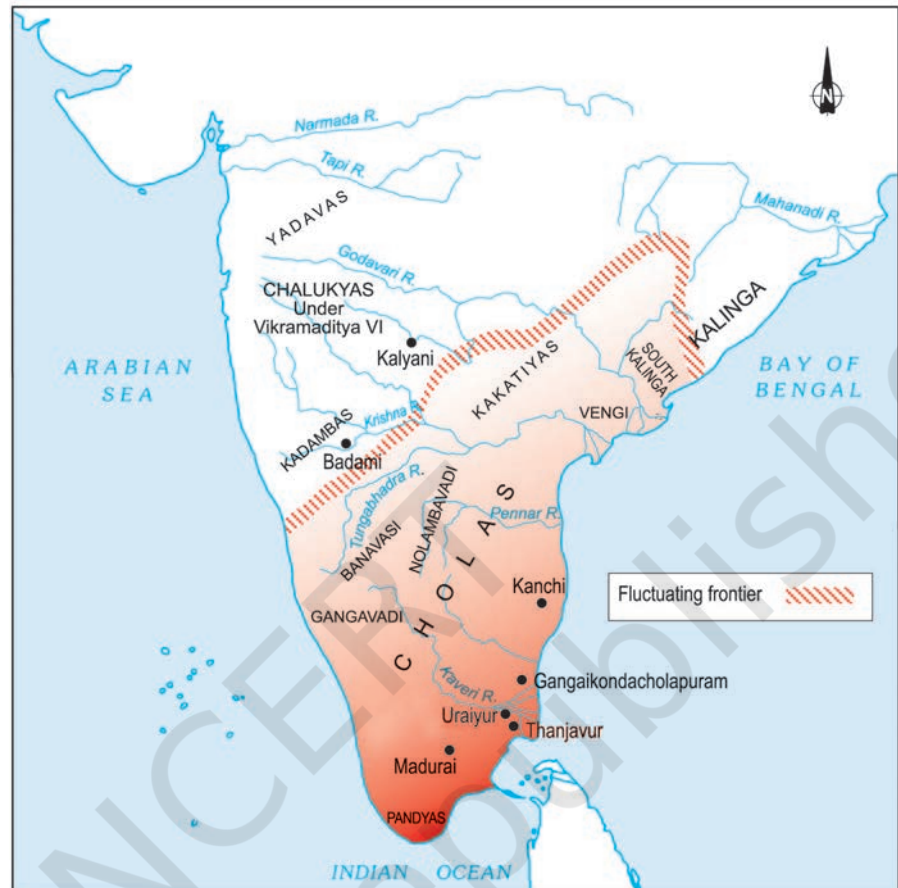 N
Narmada R.
Tapi R.
Mahanadi R.
YADAVAS
Godavari R.
CHALUKYAS
Under
Vikramaditya VI
Kalyani
KALINGA
SOUTH
KALINGA
ARABIAN
SEA
BAY OF
BENGAL
KAKATIYAS
VENGI
KADAMBAS
Krishna R.
Badami
Tungabhadra R.
NOLAMBAVADI
Pennar R.
BANAVASI
CHOLAS
Kanchi
Fluctuating frontier
GANGAVADI
Gangaikondacholapuram
Kaveri R.
Uraiyur
Thanjavur
Madurai
PANDYAS
INDIAN OCEAN
NCERT
republishe